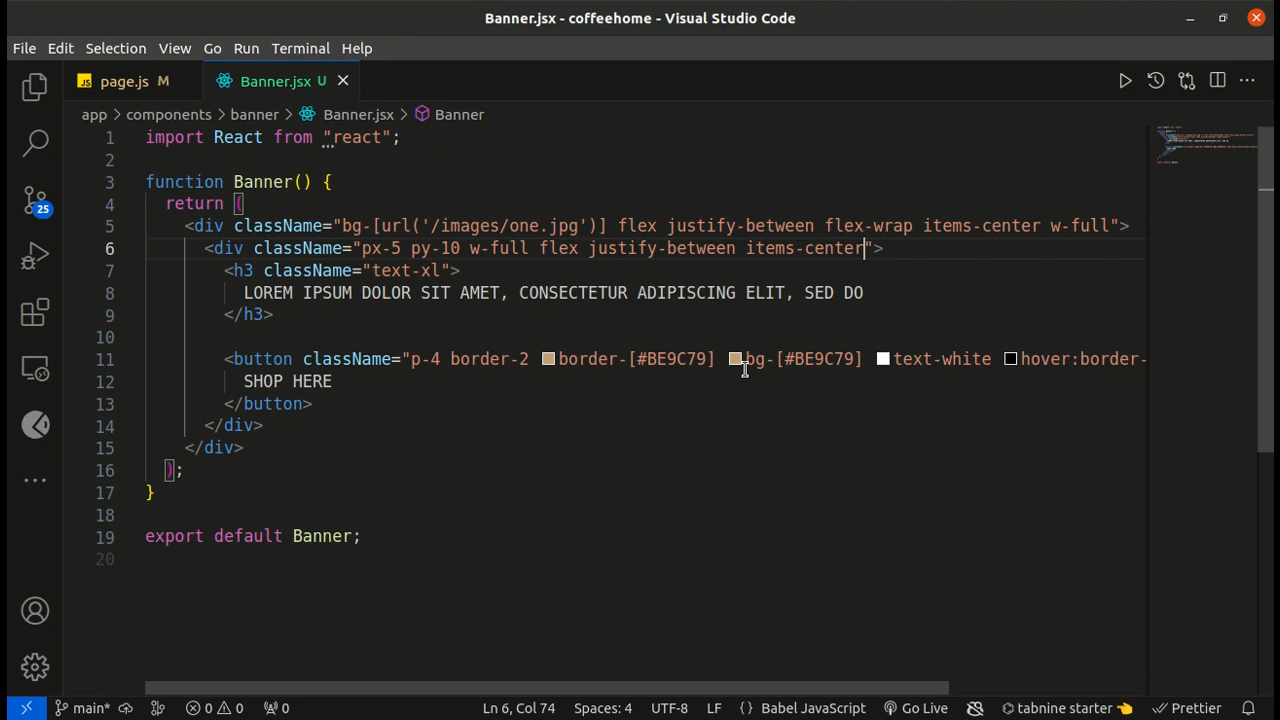 Banner.jsx - coffeehome - Visual Studio Code
File Edit Selection View Go Run Terminal Help
JS page.js M Banner.jsx U
app > components > banner > Banner.jsx > Banner
1 import React from "react";
2
3 function Banner() {
4 return (
5 <div className="bg-[url('/images/one.jpg')] flex justify-between flex-wrap items-center w-full">
6 <div className="px-5 py-10 w-full flex justify-between items-center">
7 <h3 className="text-xl">
8 LOREM IPSUM DOLOR SIT AMET, CONSECTETUR ADIPISCING ELIT, SED DO
9 </h3>
10
11 <button className="p-4 border-2 border-[#BE9C79] bg-[#BE9C79] text-white hover:border-
12 SHOP HERE
13 </button>
14 </div>
15 </div>
16 );
17 }
18
19 export default Banner;
20
25
main* 0 0 0 Ln 6, Col 74 Spaces: 4 UTF-8 LF {} Babel JavaScript Go Live tabnine starter 👈 Prettier